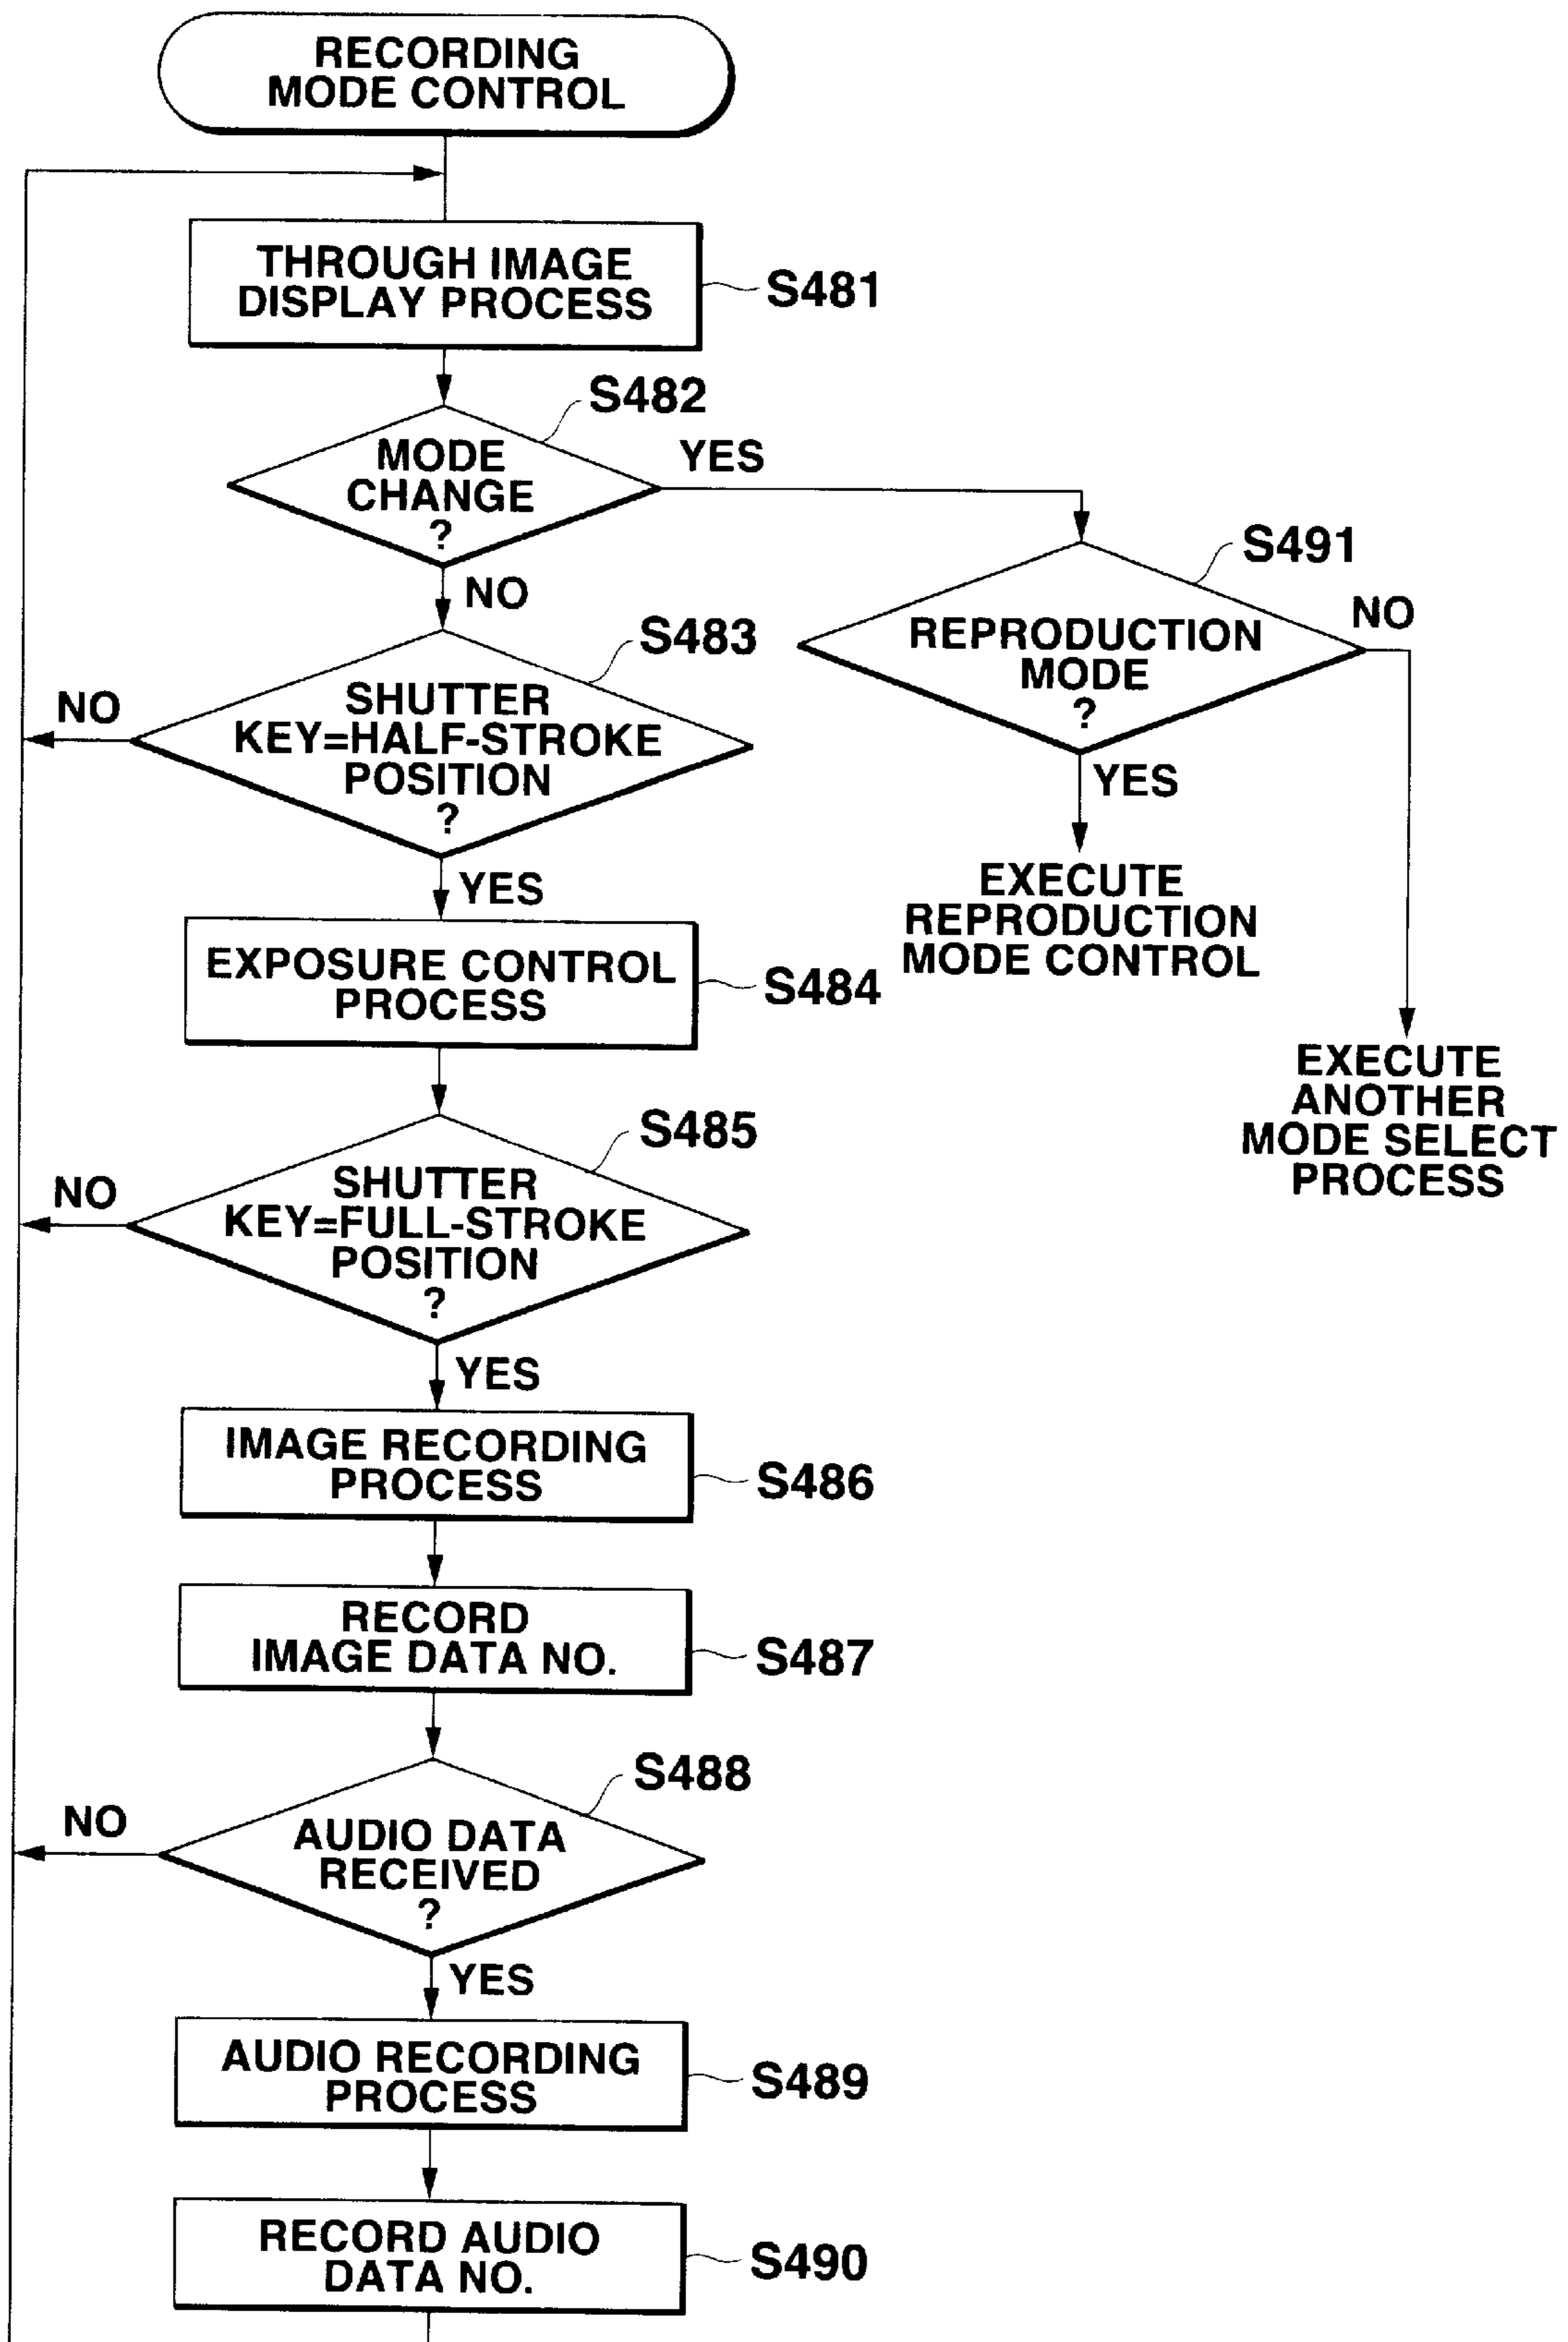 RECORDING
MODE CONTROL
THROUGH IMAGE
DISPLAY PROCESS
S481
S482
MODE
CHANGE
?
YES
NO
S491
REPRODUCTION
MODE
?
NO
YES
EXECUTE
REPRODUCTION
MODE CONTROL
EXECUTE
ANOTHER
MODE SELECT
PROCESS
S483
SHUTTER
KEY=HALF-STROKE
POSITION
?
NO
YES
EXPOSURE CONTROL
PROCESS
S484
S485
SHUTTER
KEY=FULL-STROKE
POSITION
?
NO
YES
IMAGE RECORDING
PROCESS
S486
RECORD
IMAGE DATA NO.
S487
S488
AUDIO DATA
RECEIVED
?
NO
YES
AUDIO RECORDING
PROCESS
S489
RECORD AUDIO
DATA NO.
S490